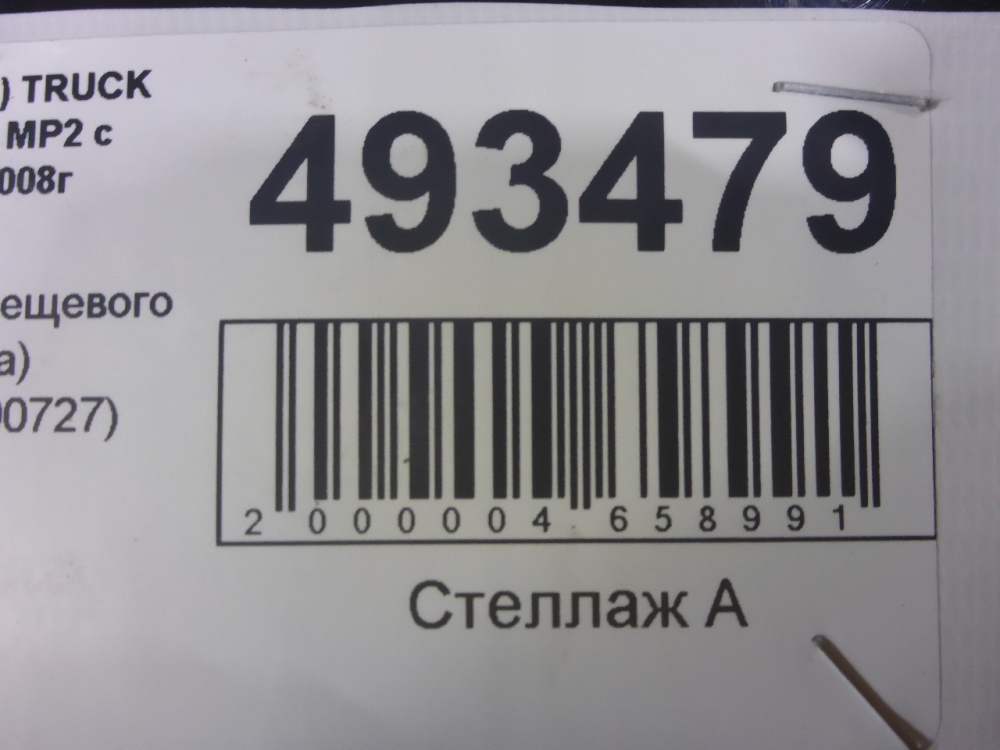 ) TRUCK
MP2 с
008г
493479
ещевого
а)
00727)
2 000004 658991
Стеллаж А